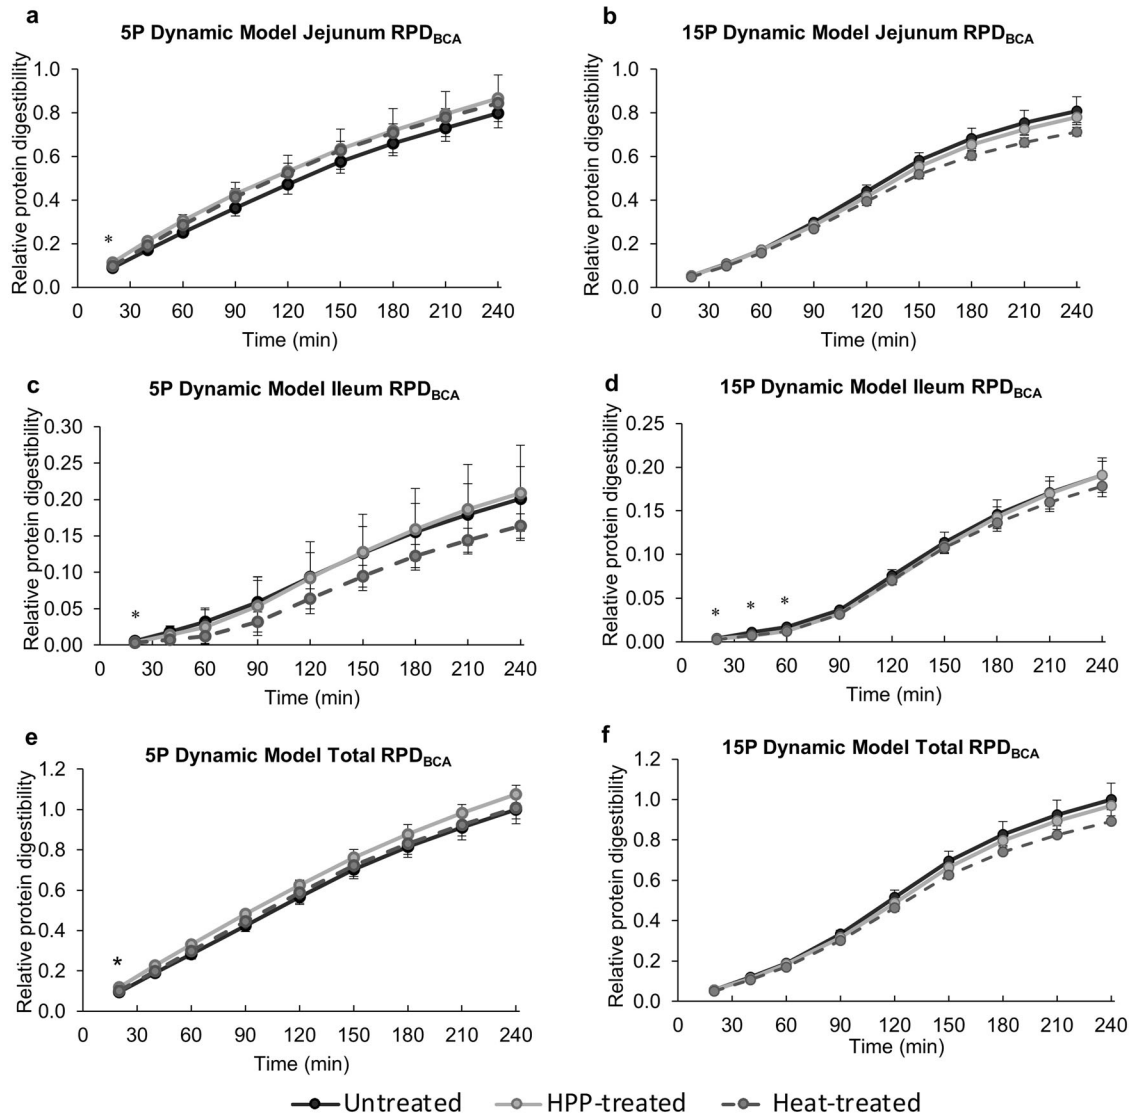 a
5P Dynamic Model Jejunum RPDBCA
Relative protein digestibility
1.0
0.8
0.6
0.4
0.2
0.0
*
0 30 60 90 120 150 180 210 240
Time (min)
b
15P Dynamic Model Jejunum RPDBCA
Relative protein digestibility
1.0
0.8
0.6
0.4
0.2
0.0
0 30 60 90 120 150 180 210 240
Time (min)
c
5P Dynamic Model Ileum RPDBCA
Relative protein digestibility
0.30
0.25
0.20
0.15
0.10
0.05
0.00
*
0 30 60 90 120 150 180 210 240
Time (min)
d
15P Dynamic Model Ileum RPDBCA
Relative protein digestibility
0.25
0.20
0.15
0.10
0.05
0.00
* * *
0 30 60 90 120 150 180 210 240
Time (min)
e
5P Dynamic Model Total RPDBCA
Relative protein digestibility
1.2
1.0
0.8
0.6
0.4
0.2
0.0
*
0 30 60 90 120 150 180 210 240
Time (min)
f
15P Dynamic Model Total RPDBCA
Relative protein digestibility
1.2
1.0
0.8
0.6
0.4
0.2
0.0
0 30 60 90 120 150 180 210 240
Time (min)
Untreated HPP-treated Heat-treated